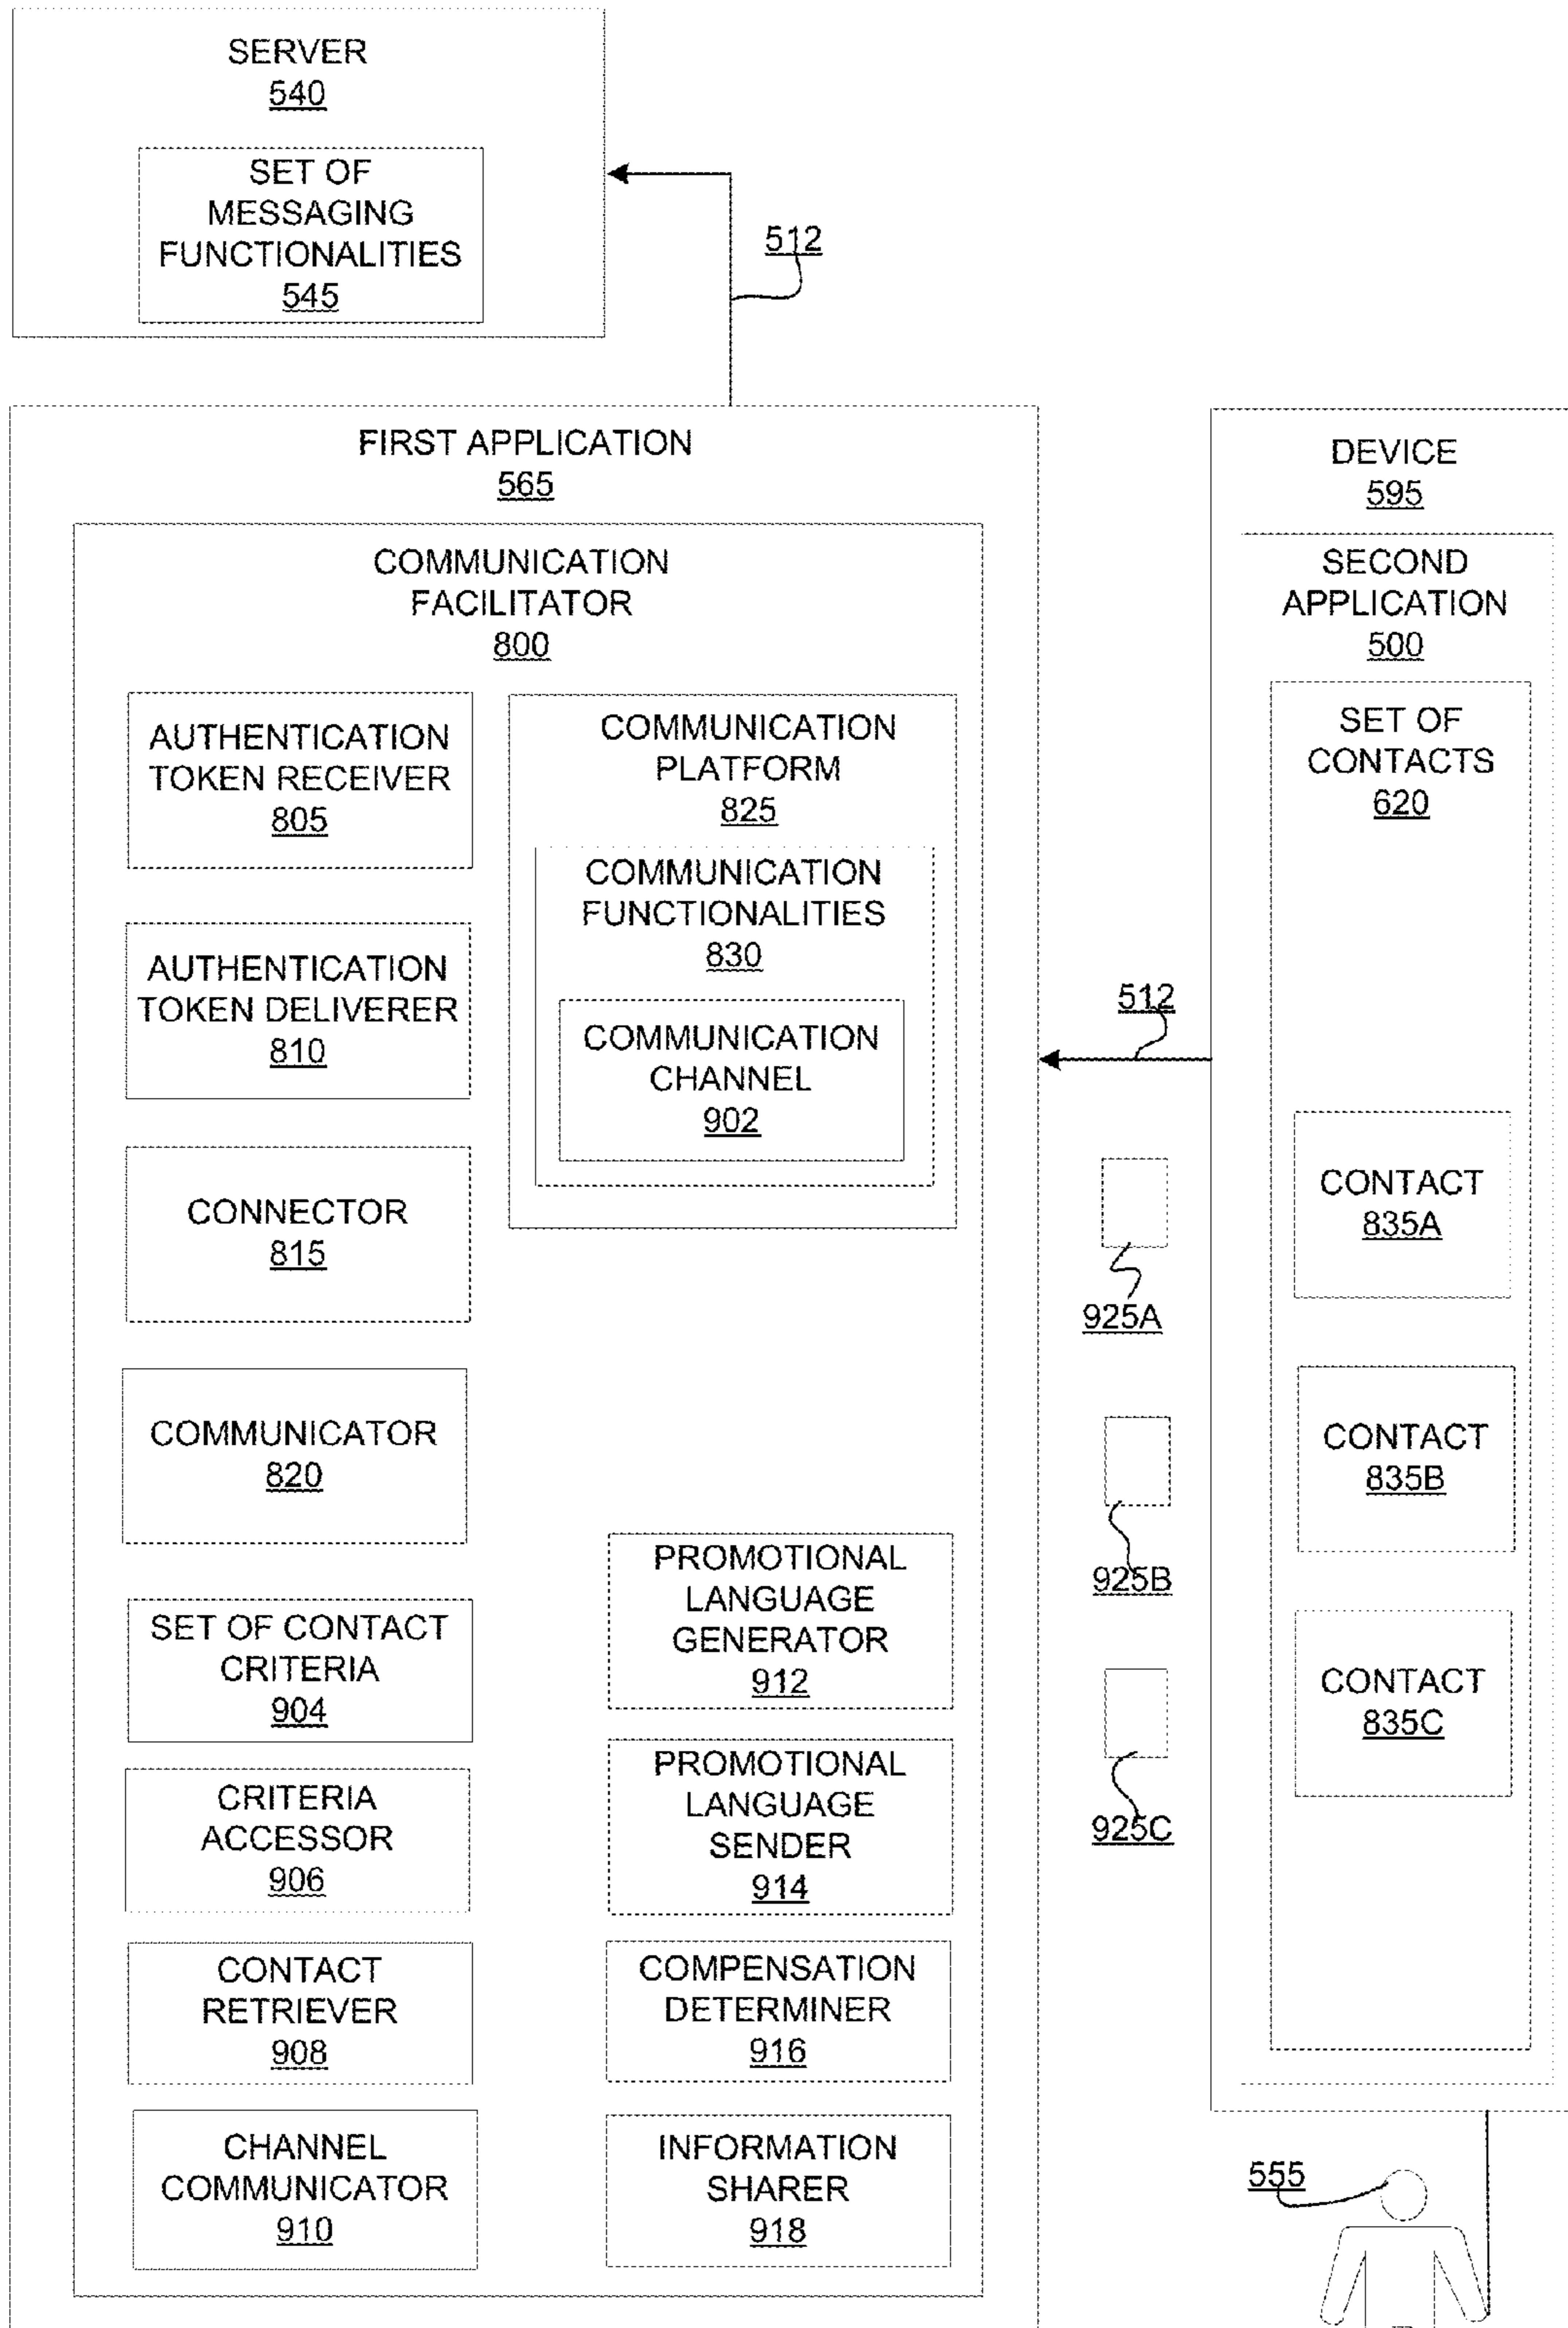 SERVER
540
SET OF
MESSAGING
FUNCTIONALITIES
545
512
FIRST APPLICATION
565
COMMUNICATION
FACILITATOR
800
AUTHENTICATION
TOKEN RECEIVER
805
AUTHENTICATION
TOKEN DELIVERER
810
CONNECTOR
815
COMMUNICATOR
820
SET OF CONTACT
CRITERIA
904
CRITERIA
ACCESSOR
906
CONTACT
RETRIEVER
908
CHANNEL
COMMUNICATOR
910
COMMUNICATION
PLATFORM
825
COMMUNICATION
FUNCTIONALITIES
830
COMMUNICATION
CHANNEL
902
PROMOTIONAL
LANGUAGE
GENERATOR
912
PROMOTIONAL
LANGUAGE
SENDER
914
COMPENSATION
DETERMINER
916
INFORMATION
SHARER
918
512
925A
925B
925C
DEVICE
595
SECOND
APPLICATION
500
SET OF
CONTACTS
620
CONTACT
835A
CONTACT
835B
CONTACT
835C
555